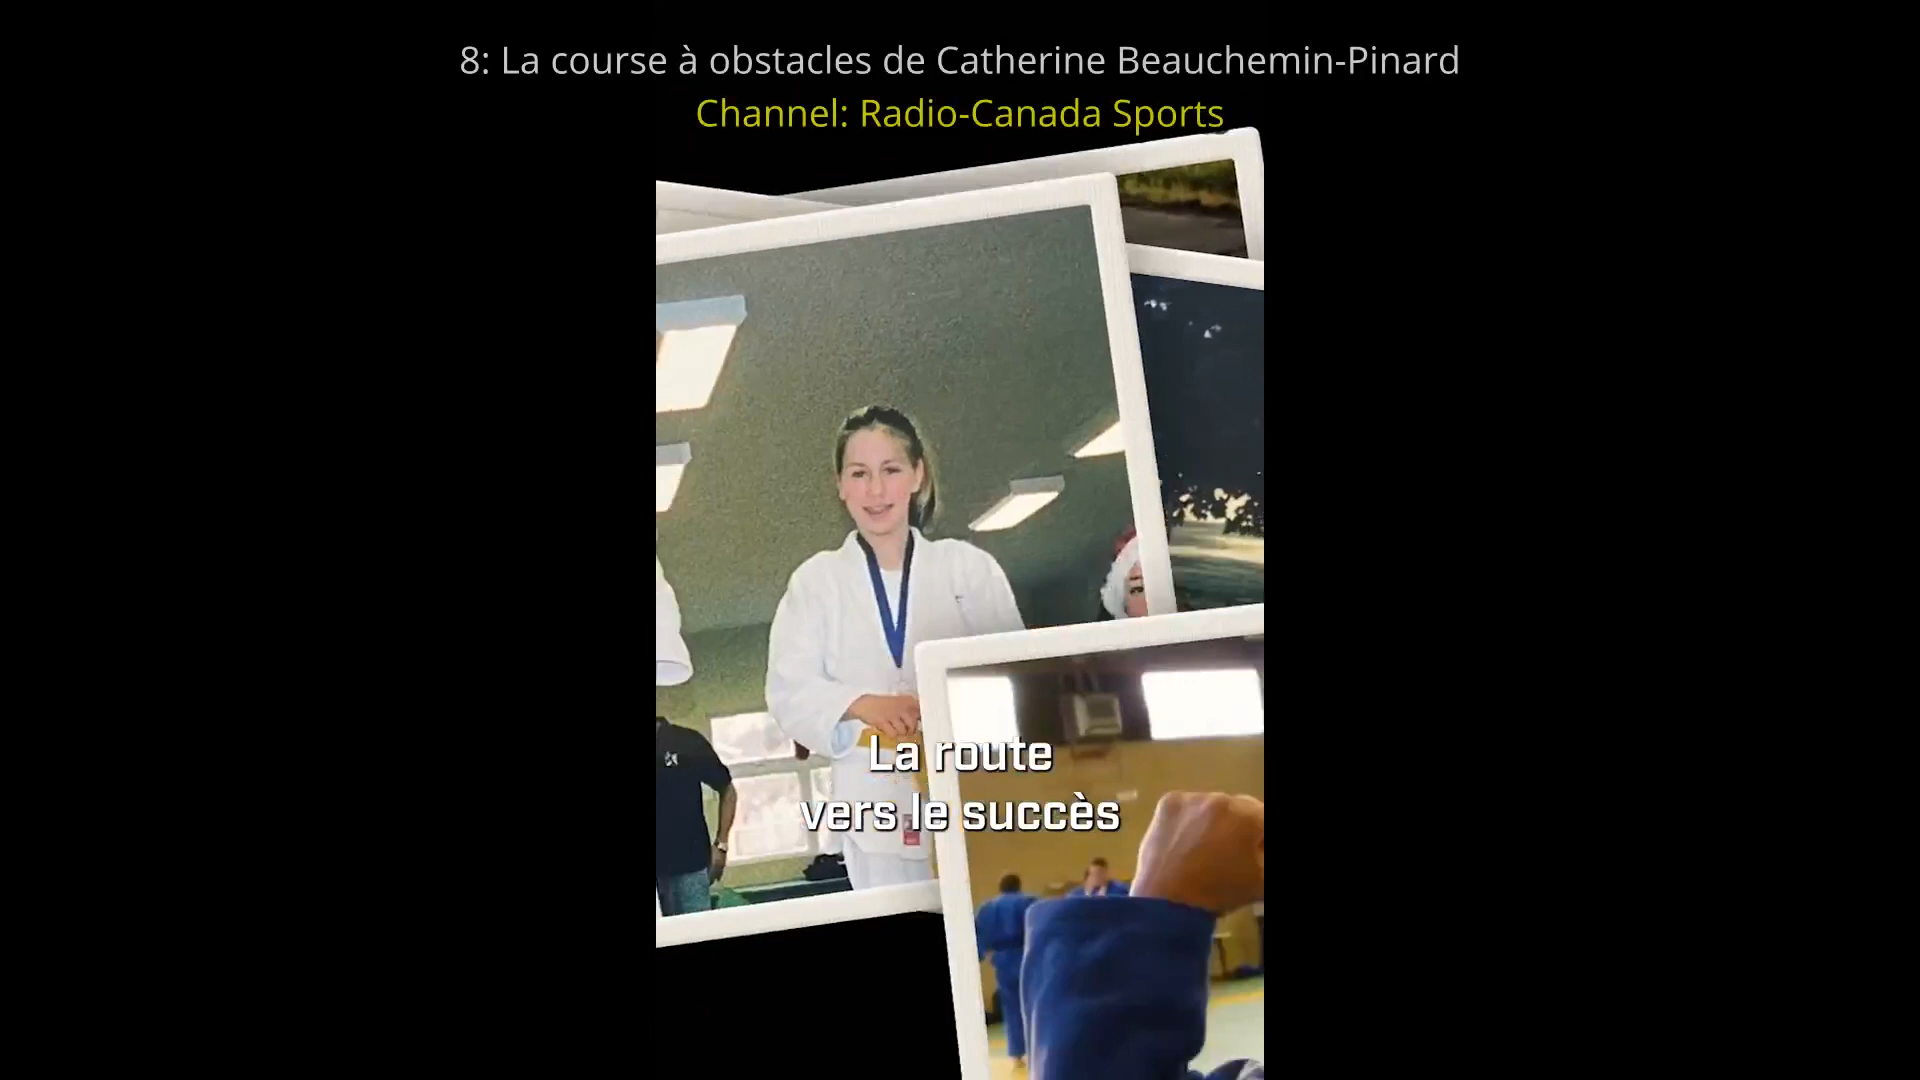 8: La course à obstacles de Catherine Beauchemin-Pinard
Channel: Radio-Canada Sports
La route
vers le succès